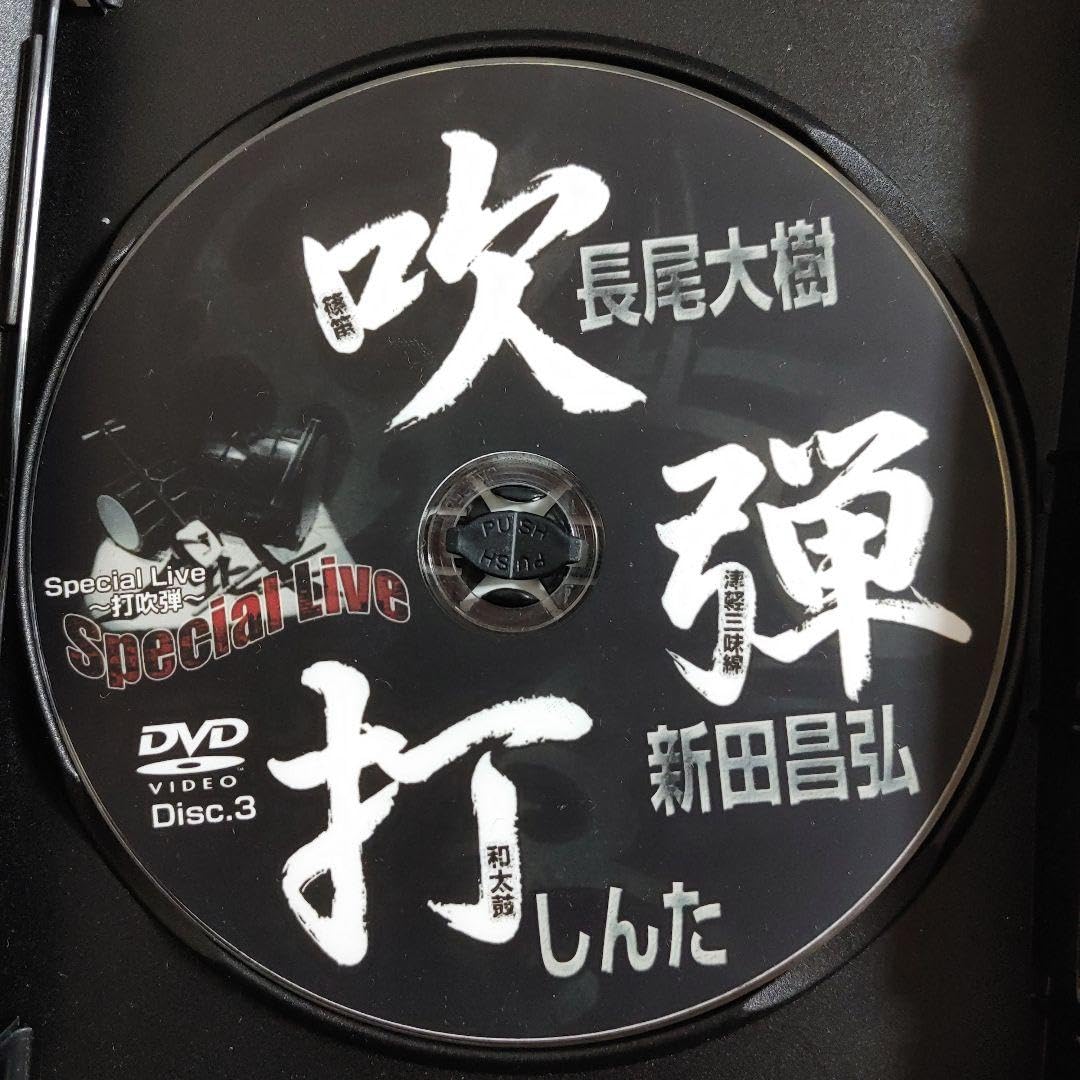 吹
篠笛
長尾大樹
弾
津軽三味線
新田昌弘
打
和太鼓
しんた
Special Live
～打吹弾～
Special Live
DVD
VIDEO™
Disc.3
PUSH
PUSH